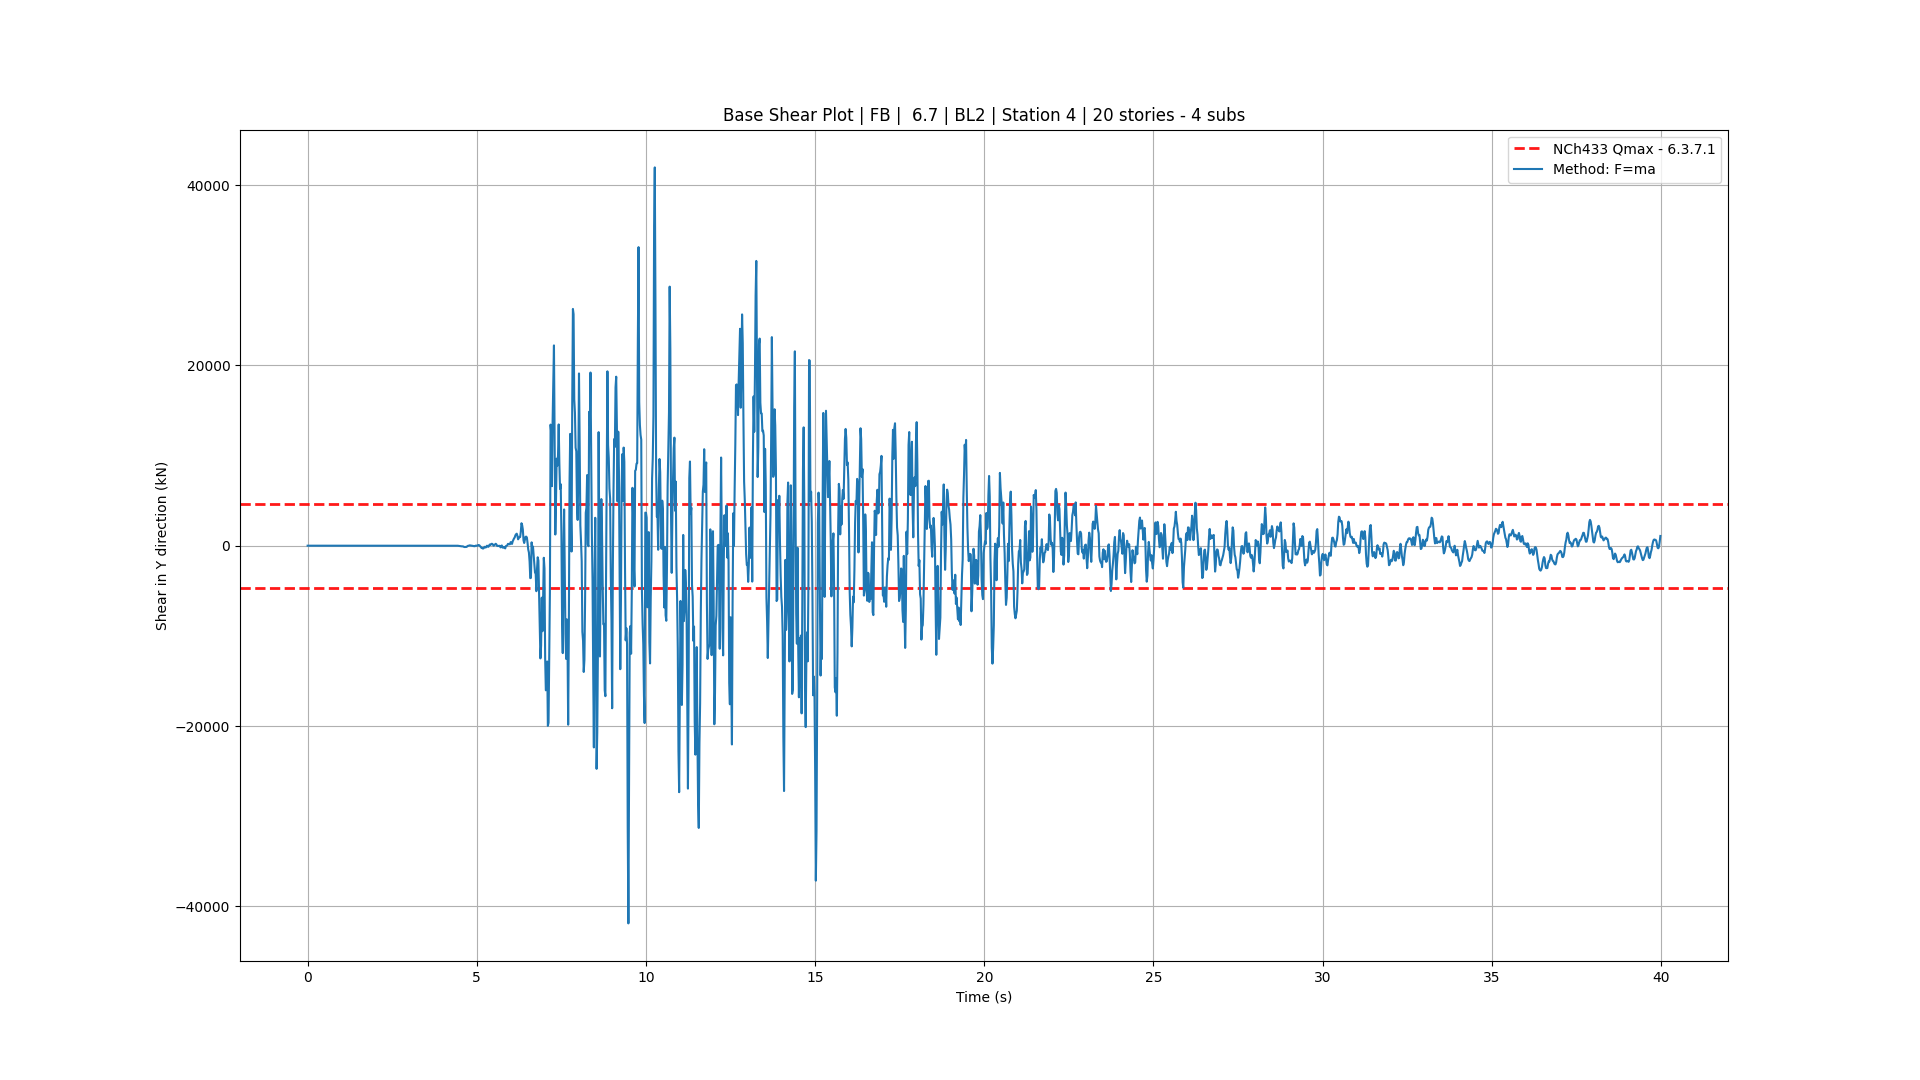 Base Shear Plot | FB |  6.7 | BL2 | Station 4 | 20 stories - 4 subs
NCh433 Qmax - 6.3.7.1
Method: F=ma
Shear in Y direction (kN)
40000
20000
0
−20000
−40000
0 5 10 15 20 25 30 35 40
Time (s)